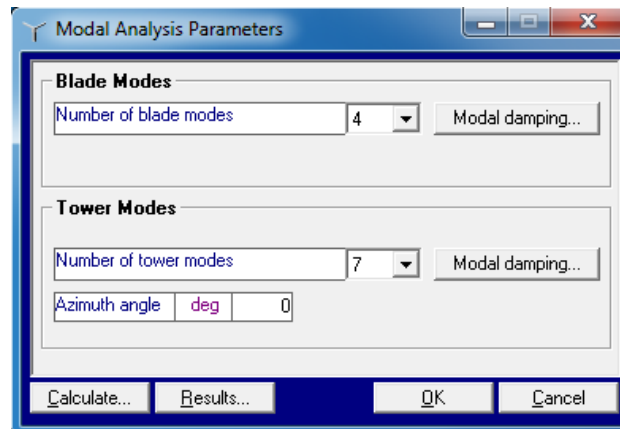 Modal Analysis Parameters
Blade Modes
Number of blade modes 4 Modal damping...
Tower Modes
Number of tower modes 7 Modal damping...
Azimuth angle deg 0
Calculate... Results... OK Cancel